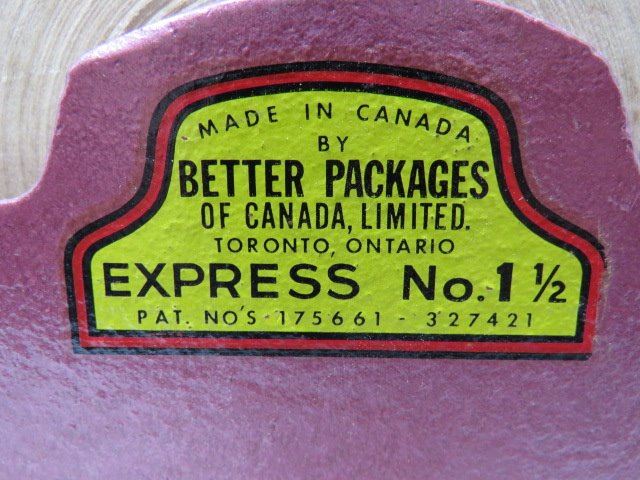 MADE IN CANADA
BY
BETTER PACKAGES
OF CANADA, LIMITED.
TORONTO, ONTARIO
EXPRESS No. 1 ½
PAT. NO'S 175661 - 327421